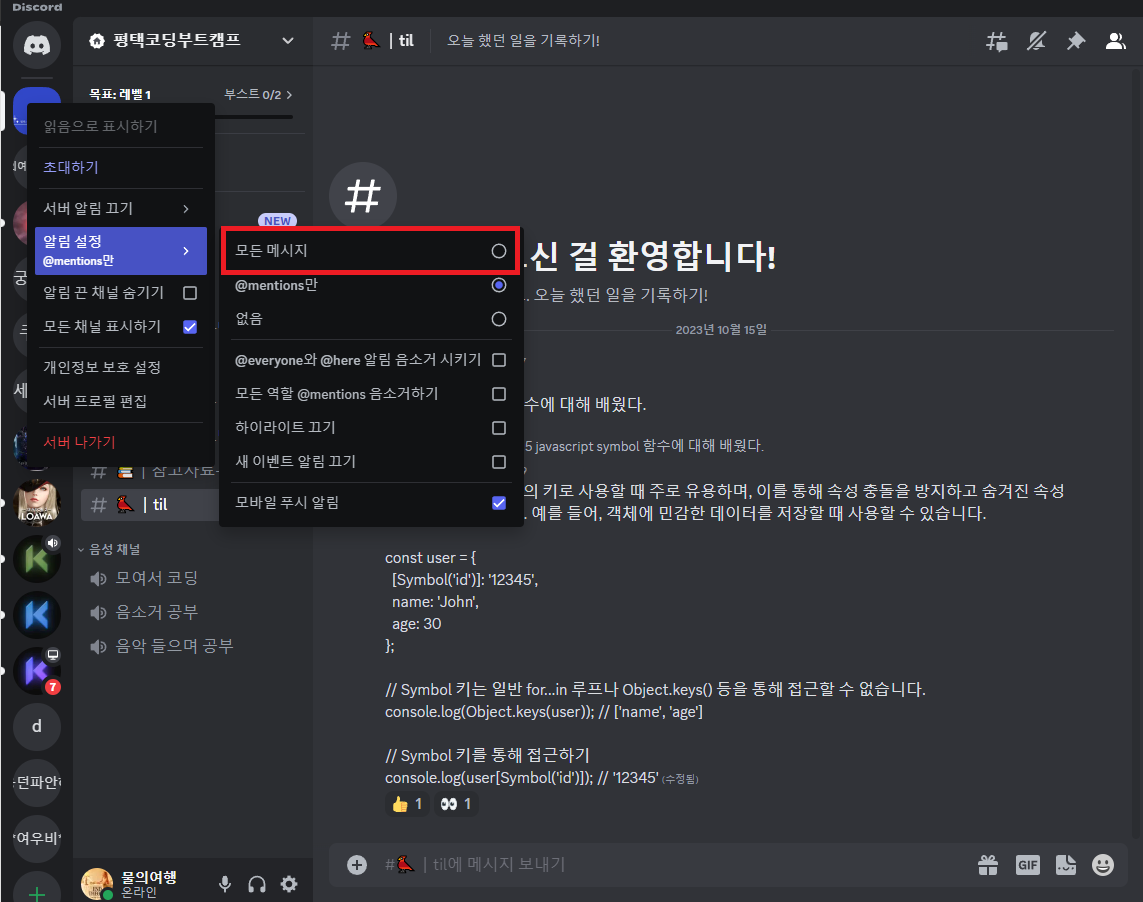 Discord
평택코딩부트캠프
# | til
오늘 했던 일을 기록하기!
목표: 레벨 1
부스트 0/2
읽음으로 표시하기
초대하기
서버 알림 끄기
알림 설정
@mentions만
알림 끈 채널 숨기기
모든 채널 표시하기
개인정보 보호 설정
서버 프로필 편집
서버 나가기
NEW
모든 메시지
@mentions만
없음
@everyone와 @here 알림 음소거 시키기
모든 역할 @mentions 음소거하기
하이라이트 끄기
새 이벤트 알림 끄기
모바일 푸시 알림
# | 참고자료
# | til
음성 채널
모여서 코딩
음소거 공부
음악 들으며 공부
LOAWA
7
d
던파안
여우비
물의여행
온라인
#
신 걸 환영합니다!
오늘 했던 일을 기록하기!
2023년 10월 15일
수에 대해 배웠다.
5 javascript symbol 함수에 대해 배웠다.
의 키로 사용할 때 주로 유용하며, 이를 통해 속성 충돌을 방지하고 숨겨진 속성
. 예를 들어, 객체에 민감한 데이터를 저장할 때 사용할 수 있습니다.
const user = {
[Symbol('id')]: '12345',
name: 'John',
age: 30
};
// Symbol 키는 일반 for...in 루프나 Object.keys() 등을 통해 접근할 수 없습니다.
console.log(Object.keys(user)); // ['name', 'age']
// Symbol 키를 통해 접근하기
console.log(user[Symbol('id')]); // '12345' (수정됨)
1 1
# | til에 메시지 보내기
GIF